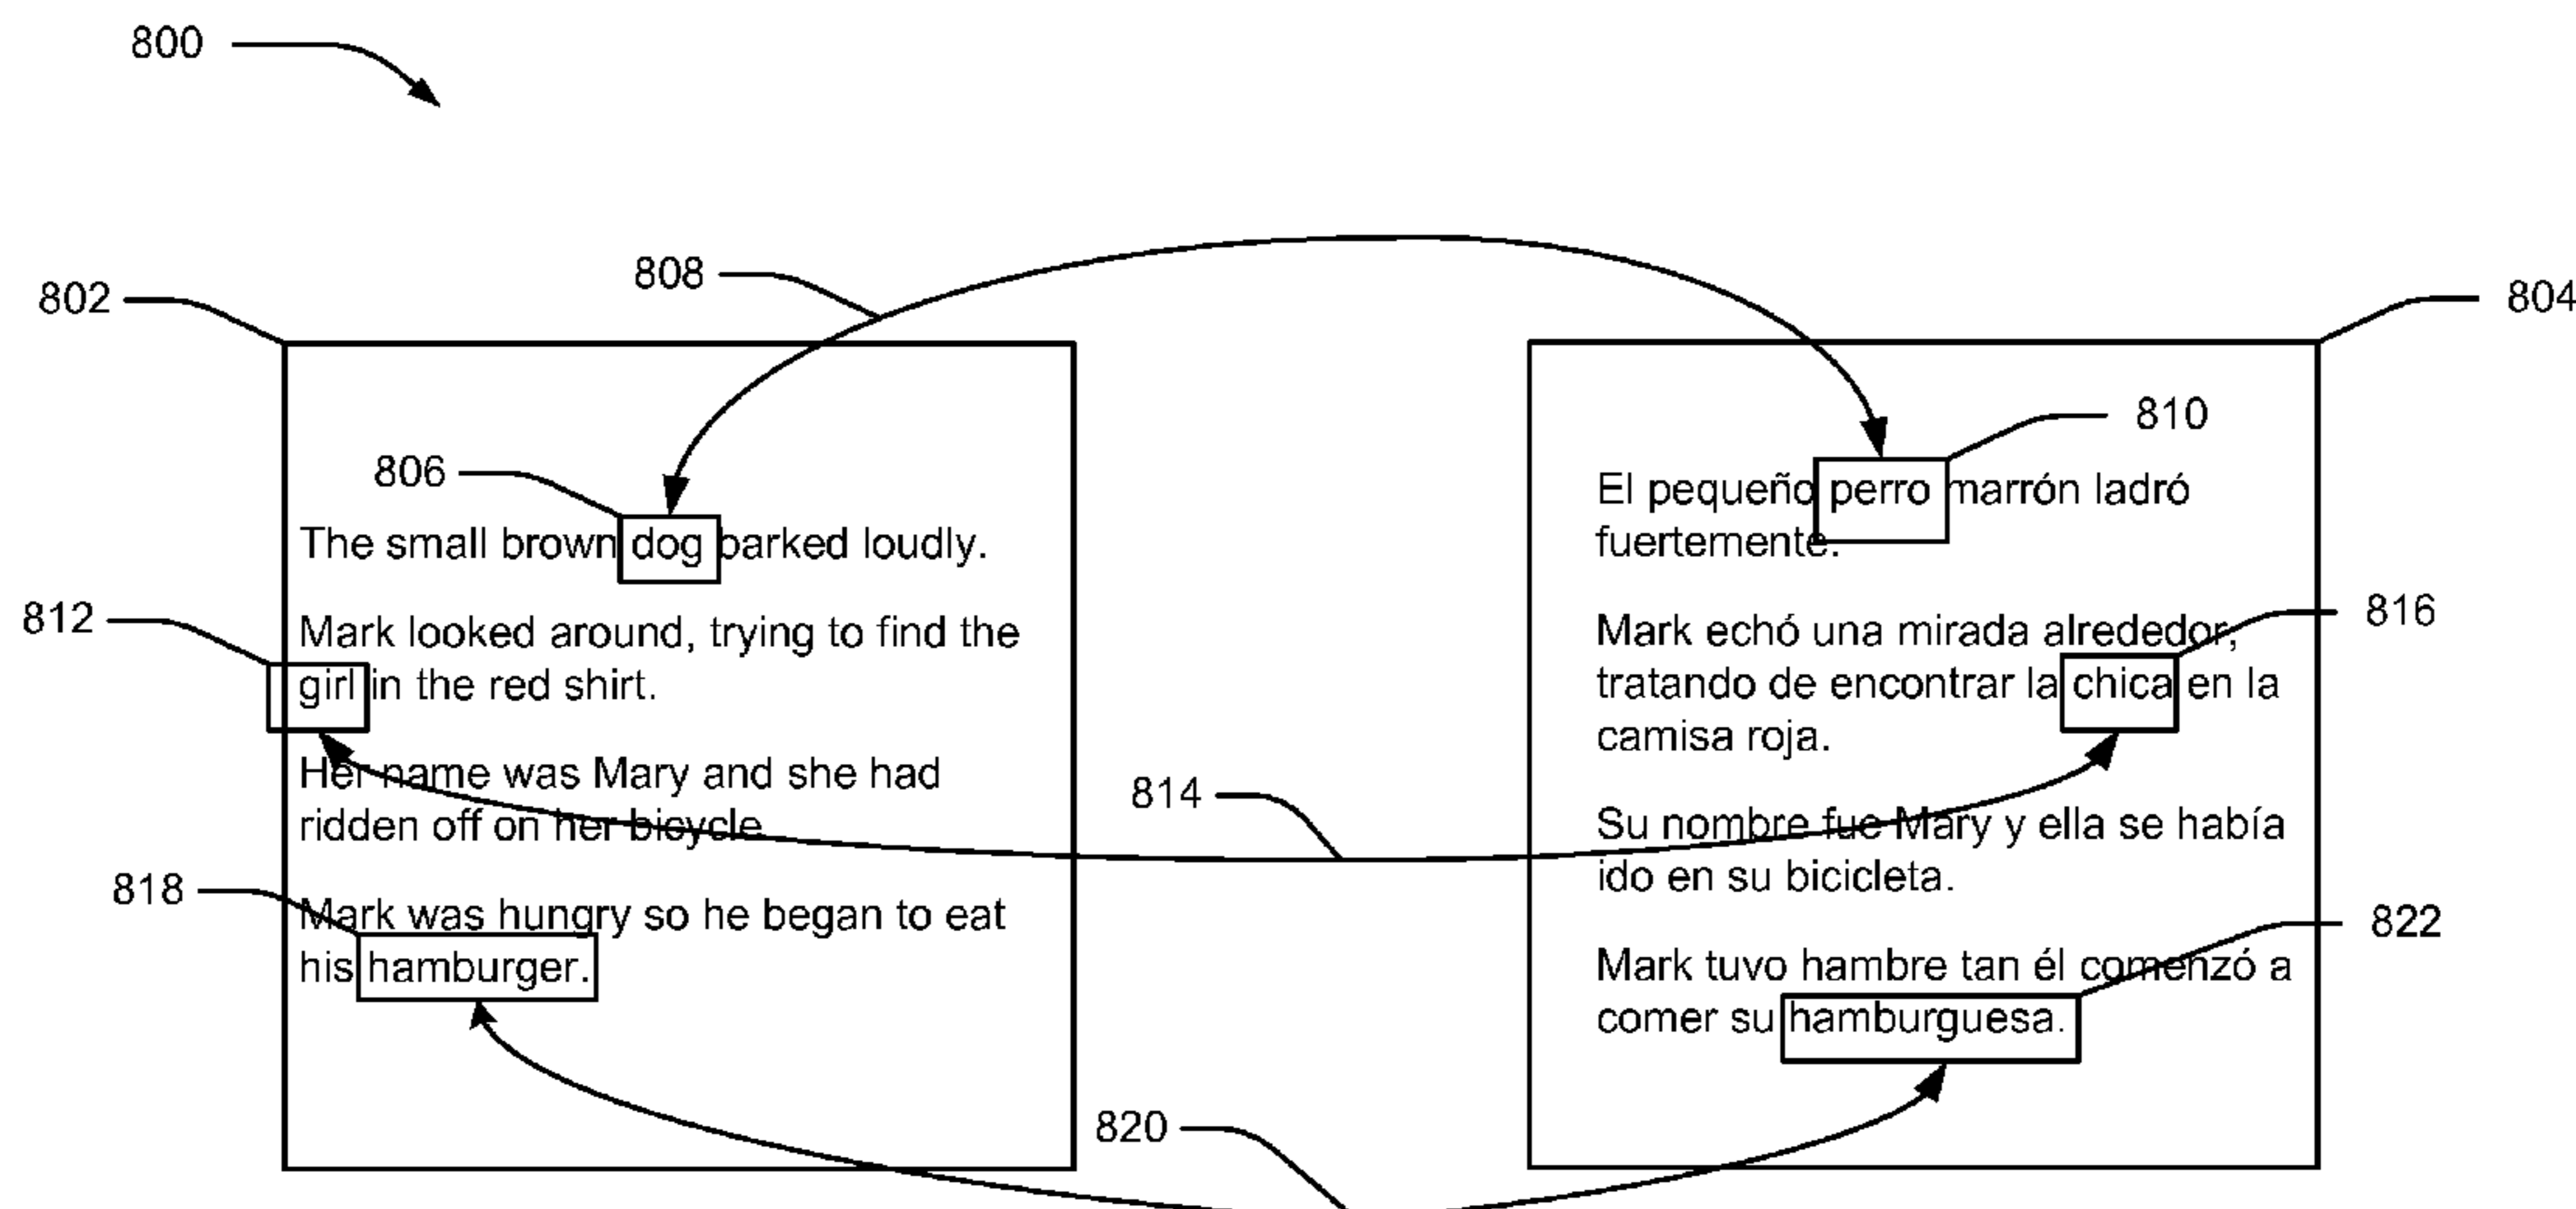 800
808
802
804
810
806
The small brown dog barked loudly.
812
Mark looked around, trying to find the
girl in the red shirt.
Her name was Mary and she had
ridden off on her bicycle.
818
Mark was hungry so he began to eat
his hamburger.
814
820
El pequeño perro marrón ladró
fuertemente.
816
Mark echó una mirada alrededor,
tratando de encontrar la chica en la
camisa roja.
Su nombre fue Mary y ella se había
ido en su bicicleta.
822
Mark tuvo hambre tan él comenzó a
comer su hamburguesa.